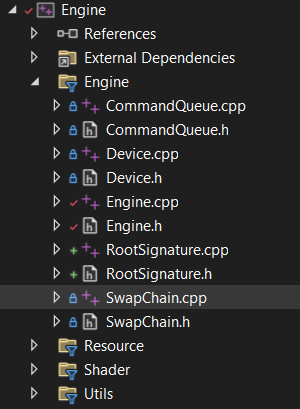 Engine
References
External Dependencies
Engine
CommandQueue.cpp
CommandQueue.h
Device.cpp
Device.h
Engine.cpp
Engine.h
RootSignature.cpp
RootSignature.h
SwapChain.cpp
SwapChain.h
Resource
Shader
Utils